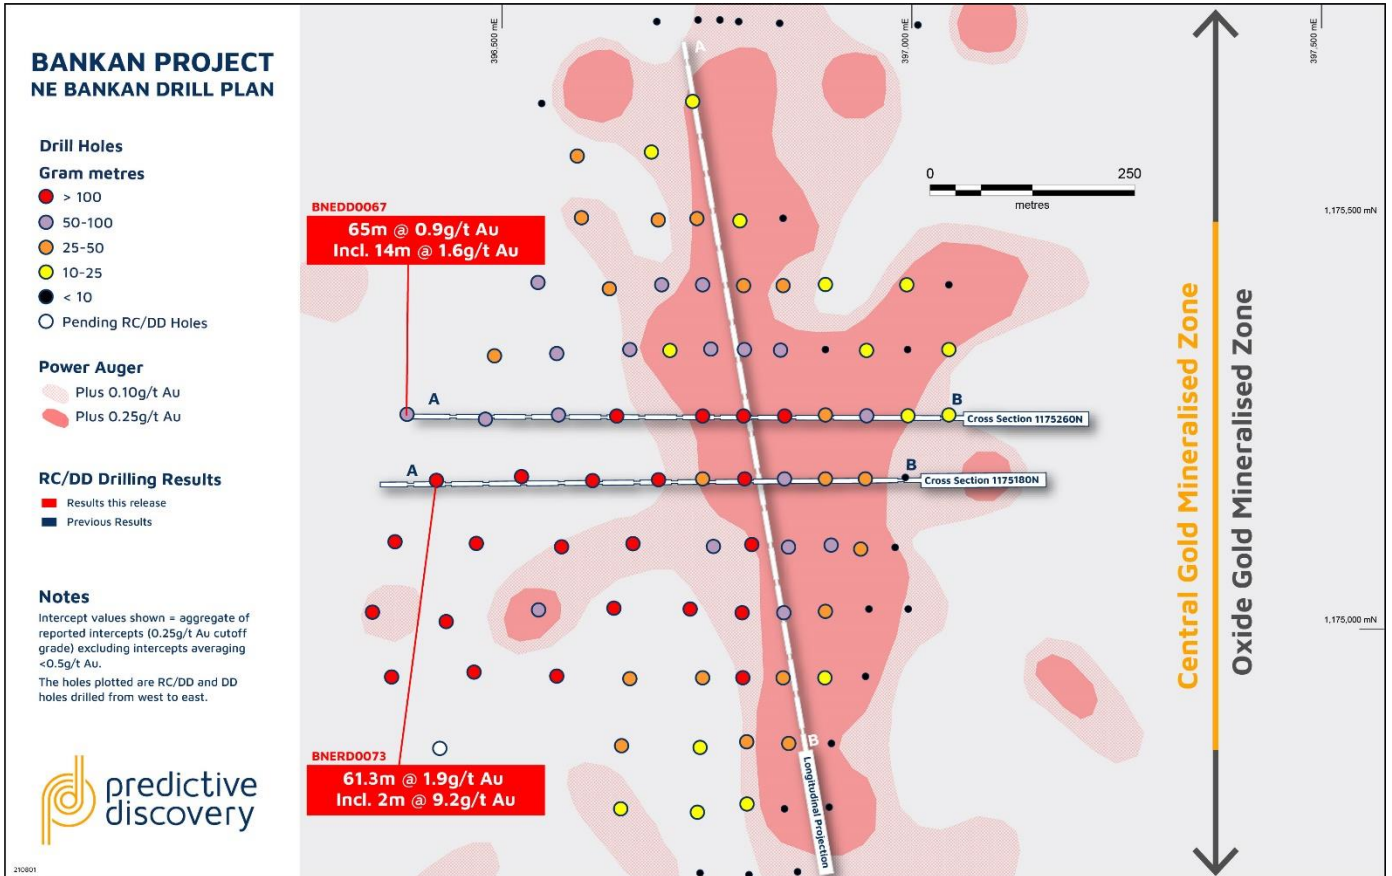 BANKAN PROJECT
NE BANKAN DRILL PLAN
Drill Holes
Gram metres
> 100
50-100
25-50
10-25
< 10
Pending RC/DD Holes
Power Auger
Plus 0.10g/t Au
Plus 0.25g/t Au
RC/DD Drilling Results
Results this release
Previous Results
Notes
Intercept values shown = aggregate of
reported intercepts (0.25g/t Au cutoff
grade) excluding intercepts averaging
<0.5g/t Au.
The holes plotted are RC/DD and DD
holes drilled from west to east.
predictive
discovery
210801
396,500 mE
397,000 mE
397,500 mE
A
0
250
metres
1,175,500 mN
BNEDD0067
65m @ 0.9g/t Au
Incl. 14m @ 1.6g/t Au
A
B
Cross Section 1175260N
A
B
Cross Section 1175180N
1,175,000 mN
BNERD0073
61.3m @ 1.9g/t Au
Incl. 2m @ 9.2g/t Au
B
Longitudinal Projection
Central Gold Mineralised Zone
Oxide Gold Mineralised Zone